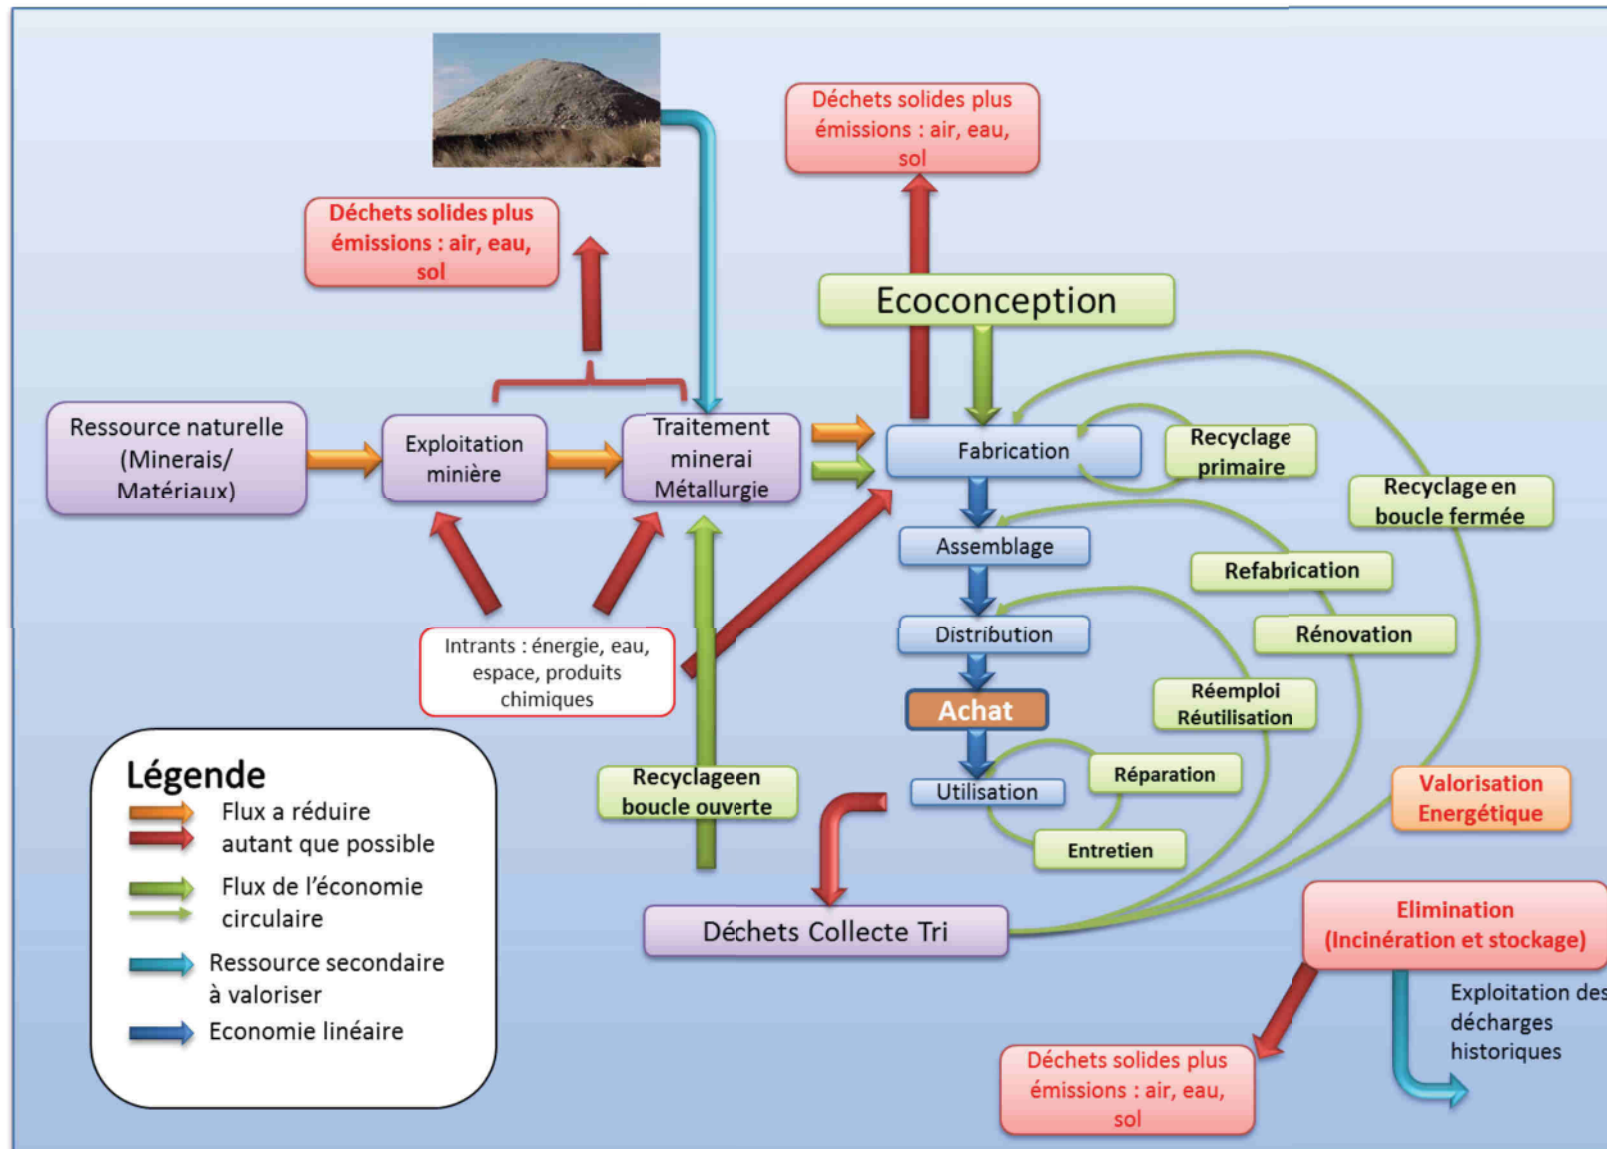 Déchets solides plus
émissions : air, eau,
sol
Déchets solides plus
émissions : air, eau,
sol
Ecoconception
Ressource naturelle
(Minerais/
Matériaux)
Exploitation
minière
Traitement
minerai
Métallurgie
Fabrication
Recyclage
primaire
Recyclage en
boucle fermée
Assemblage
Refabrication
Distribution
Rénovation
Intrants : énergie, eau,
espace, produits
chimiques
Achat
Réemploi
Réutilisation
Recyclageen
boucle ouverte
Utilisation
Réparation
Entretien
Valorisation
Energétique
Déchets Collecte Tri
Elimination
(Incinération et stockage)
Exploitation des
décharges
historiques
Déchets solides plus
émissions : air, eau,
sol
Légende
Flux a réduire
autant que possible
Flux de l'économie
circulaire
Ressource secondaire
à valoriser
Economie linéaire